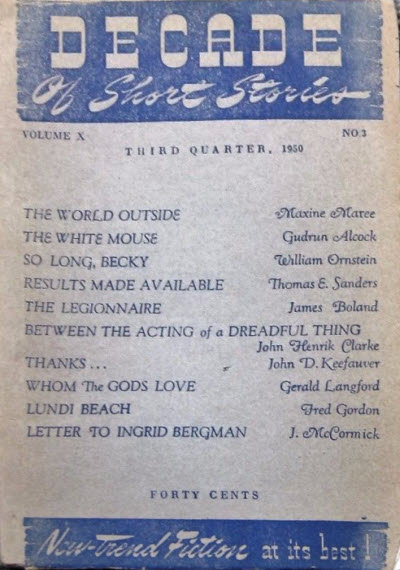 DECADE
Of Short Stories
VOLUME X NO 3
THIRD QUARTER, 1950
THE WORLD OUTSIDE Maxine Maree
THE WHITE MOUSE Gudrun Alcock
SO LONG, BECKY William Ornstein
RESULTS MADE AVAILABLE Thomas E. Sanders
THE LEGIONNAIRE James Boland
BETWEEN THE ACTING of a DREADFUL THING
John Henrik Clarke
THANKS ... John D. Keefauver
WHOM The GODS LOVE Gerald Langford
LUNDI BEACH Fred Gordon
LETTER TO INGRID BERGMAN J. McCormick
FORTY CENTS
New-trend Fiction at its best!